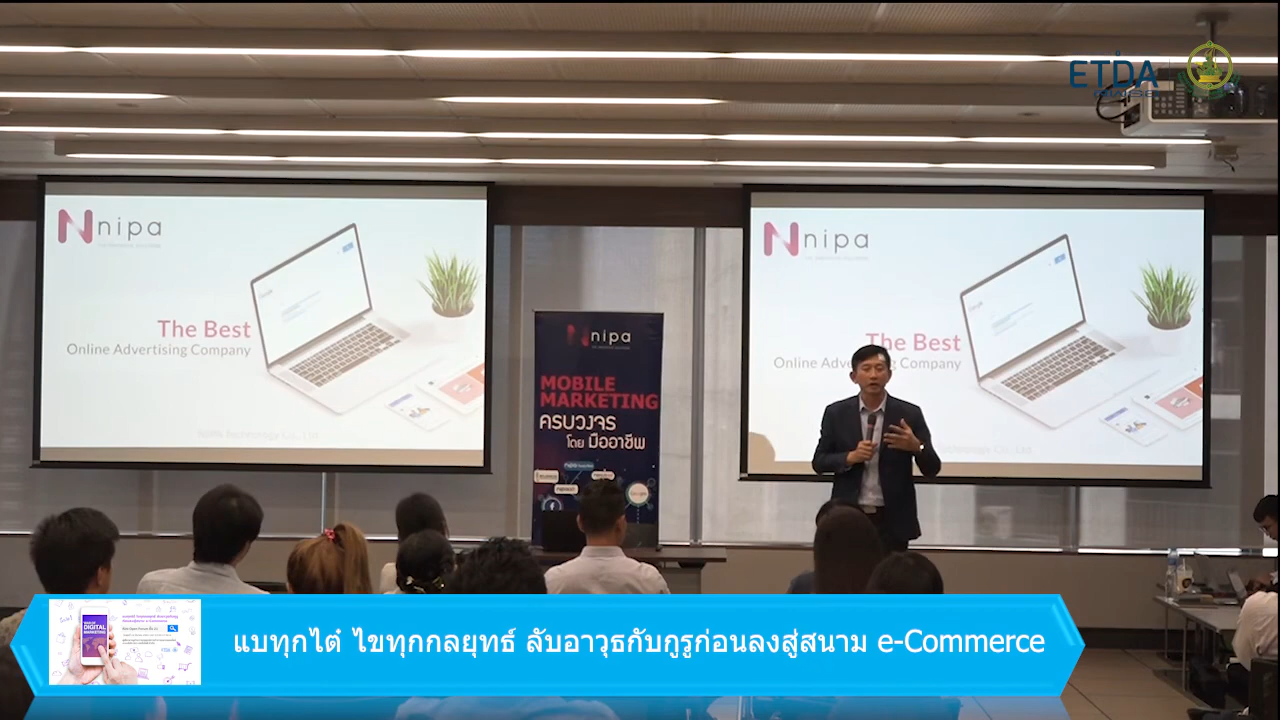 ETDA
nipa
The Best
Online Advertising Company
nipa
The Best
Online Adve
ing Company
nipa
MOBILE
MARKETING
ครบวงจร
โดย มืออาชีพ
DIGITAL
MARKETING
แบทุกไต๋ ไขทุกกลยุทธ์ ลับอาวุธกับกูรูก่อนลงสู่สนาม e-Commerce